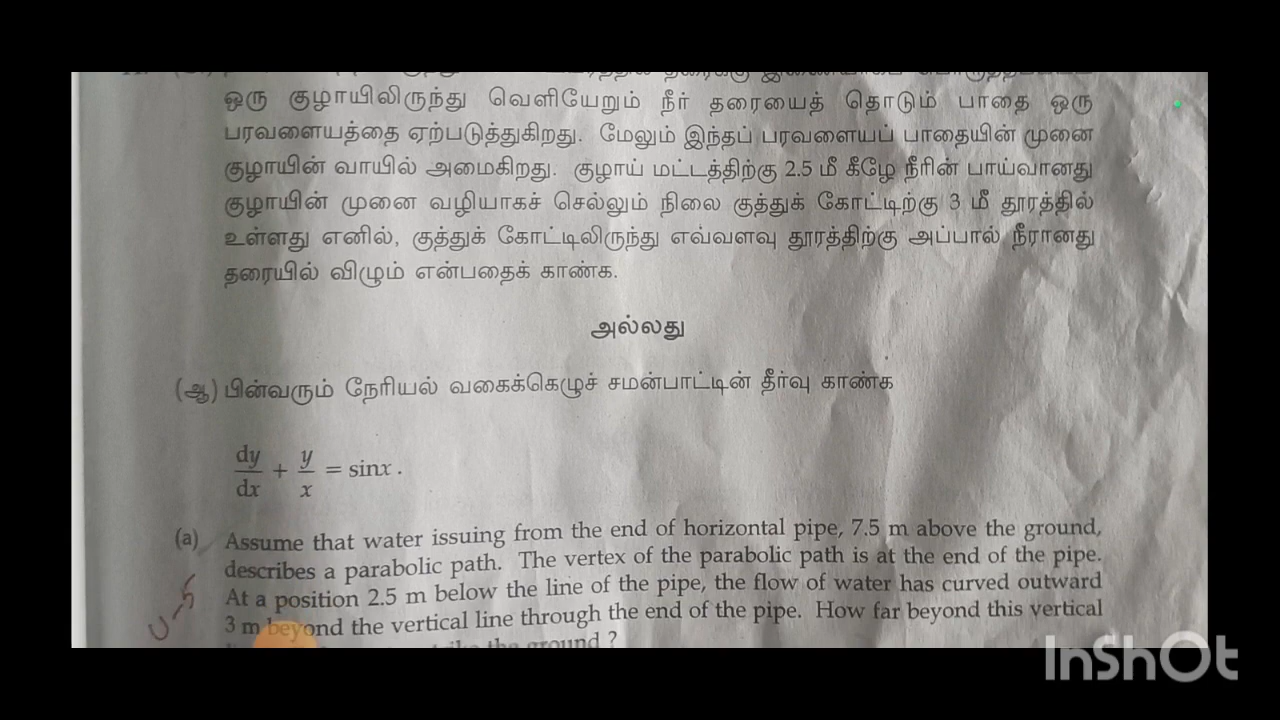 ஒரு குழாயிலிருந்து வெளியேறும் நீர் தரையைத் தொடும் பாதை ஒரு
பரவளையத்தை ஏற்படுத்துகிறது. மேலும் இந்தப் பரவளையப் பாதையின் முனை
குழாயின் வாயில் அமைகிறது. குழாய் மட்டத்திற்கு 2.5 மீ கீழே நீரின் பாய்வானது
குழாயின் முனை வழியாகச் செல்லும் நிலை குத்துக் கோட்டிற்கு 3 மீ தூரத்தில்
உள்ளது எனில், குத்துக் கோட்டிலிருந்து எவ்வளவு தூரத்திற்கு அப்பால் நீரானது
தரையில் விழும் என்பதைக் காண்க.
அல்லது
(ஆ) பின்வரும் நேரியல் வகைக்கெழுச் சமன்பாட்டின் தீர்வு காண்க
dy/dx + y/x = sinx .
(a) Assume that water issuing from the end of horizontal pipe, 7.5 m above the ground,
describes a parabolic path. The vertex of the parabolic path is at the end of the pipe.
At a position 2.5 m below the line of the pipe, the flow of water has curved outward
3 m beyond the vertical line through the end of the pipe. How far beyond this vertical
the ground ?
InShOt